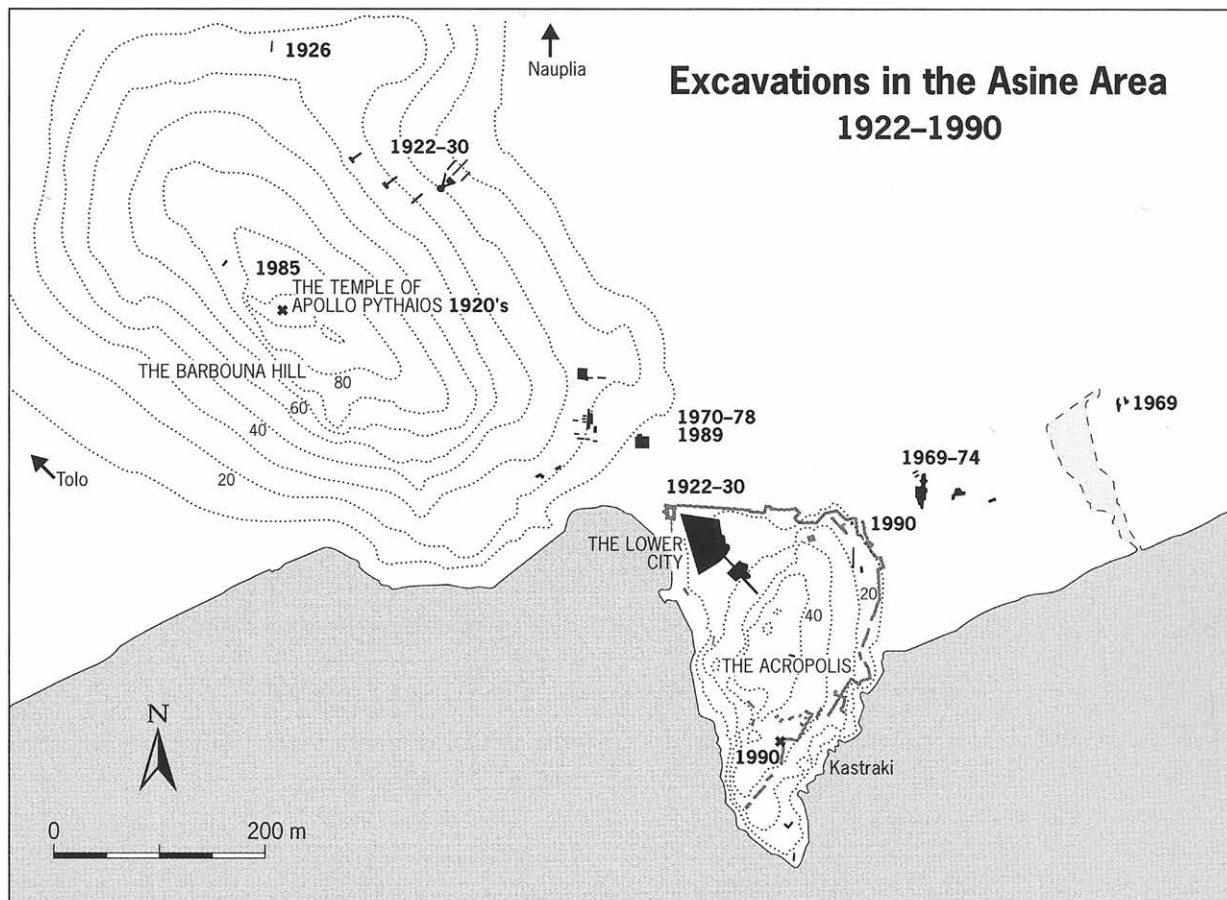 Excavations in the Asine Area
1922–1990
1926
Nauplia
1922–30
1985
THE TEMPLE OF
APOLLO PYTHAIOS 1920's
THE BARBOUNA HILL
80
60
40
20
Tolo
1970–78
1989
1969
1969–74
1922–30
1990
THE LOWER
CITY
20
40
THE ACROPOLIS
1990
Kastraki
N
0
200 m